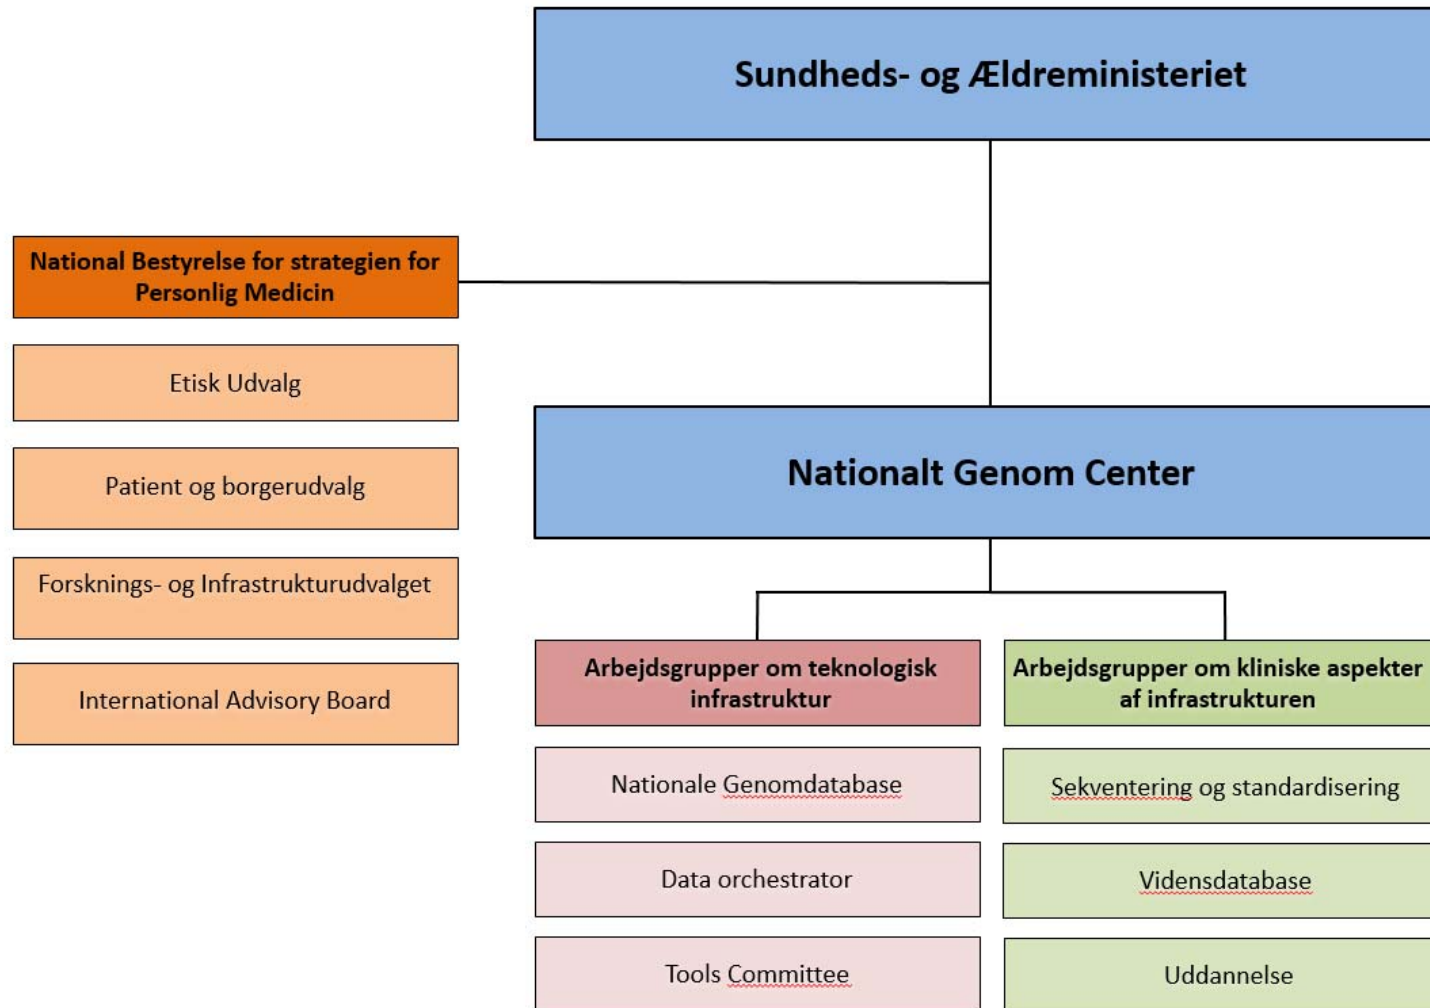 Sundheds- og Ældreministeriet
National Bestyrelse for strategien for
Personlig Medicin
Etisk Udvalg
Patient og borgerudvalg
Forsknings- og Infrastrukturudvalget
International Advisory Board
Nationalt Genom Center
Arbejdsgrupper om teknologisk
infrastruktur
Nationale Genomdatabase
Data orchestrator
Tools Committee
Arbejdsgrupper om kliniske aspekter
af infrastrukturen
Sekventering og standardisering
Vidensdatabase
Uddannelse